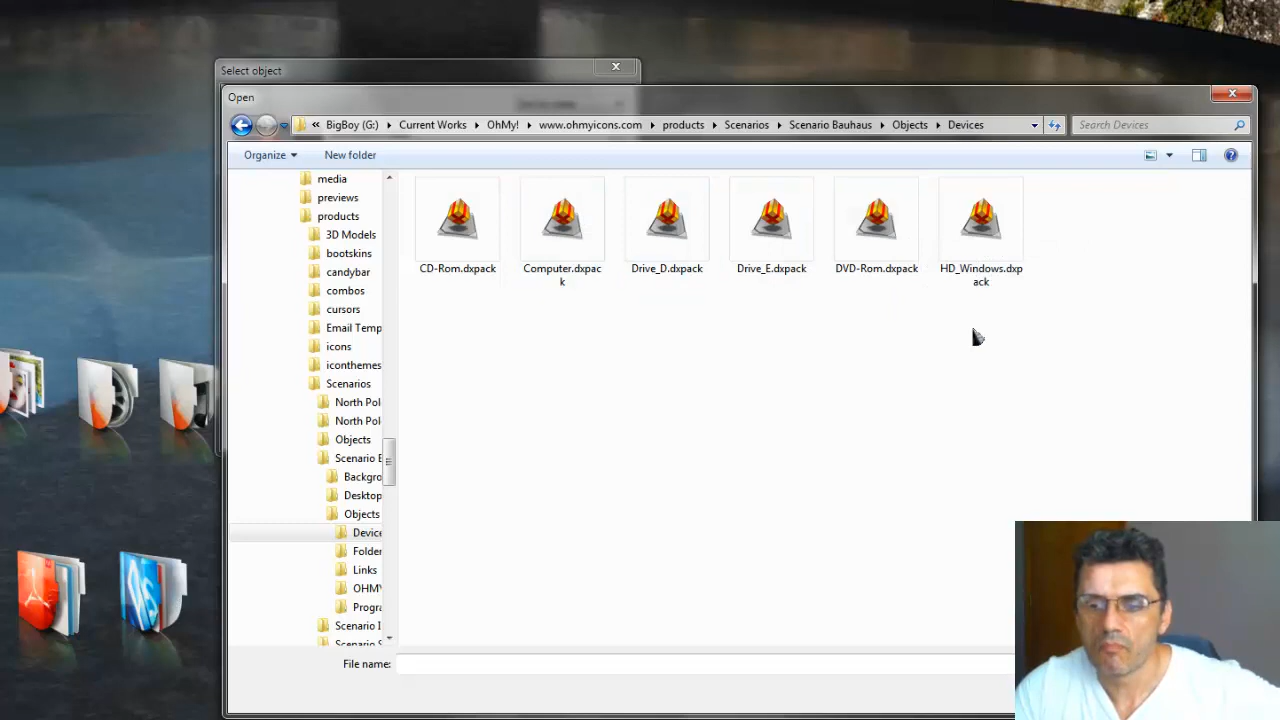 Select object
Open
« BigBoy (G:) Current Works OhMy! www.ohmyicons.com products Scenarios Scenario Bauhaus Objects Devices Search Devices
Organize New folder
media
previews
products
3D Models
bootskins
candybar
combos
cursors
Email Temp
icons
iconthemes
Scenarios
North Pol
North Pol
Objects
Scenario E
Backgro
Desktop
Objects
Device
Folder
Links
OHMY
Progra
Scenario I
Scenario S
CD-Rom.dxpack
Computer.dxpac
k
Drive_D.dxpack
Drive_E.dxpack
DVD-Rom.dxpack
HD_Windows.dxp
ack
File name: